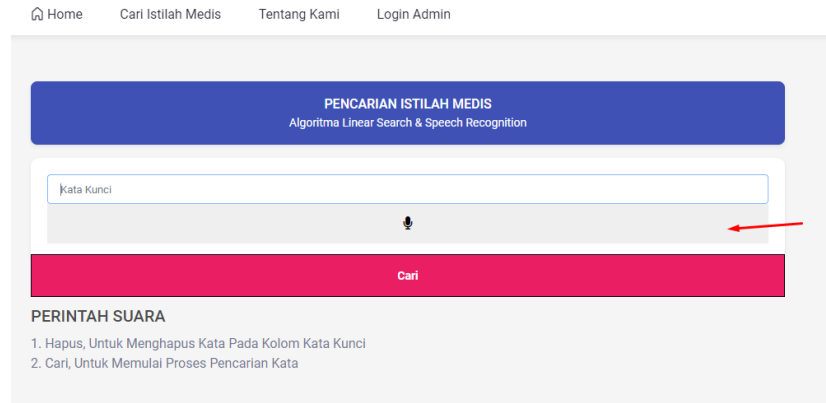 Home Cari Istilah Medis Tentang Kami Login Admin
PENCARIAN ISTILAH MEDIS
Algoritma Linear Search & Speech Recognition
Kata Kunci
Cari
PERINTAH SUARA
1. Hapus, Untuk Menghapus Kata Pada Kolom Kata Kunci
2. Cari, Untuk Memulai Proses Pencarian Kata